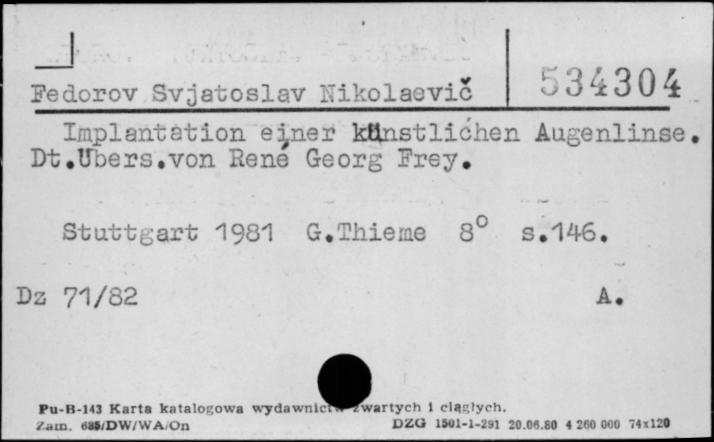 Fedorov Svjatoslav Nikolaevič 534304
Implantation einer künstlichen Augenlinse.
Dt.Übers.von René Georg Frey.
Stuttgart 1981 G.Thieme 8° s.146.
Dz 71/82 A.
Pu-B-143 Karta katalogowa wydawnictw zwartych i ciągłych.
Zam. 685/DW/WA/On DZG 1501-1-291 20.06.80 4 260 000 74x120